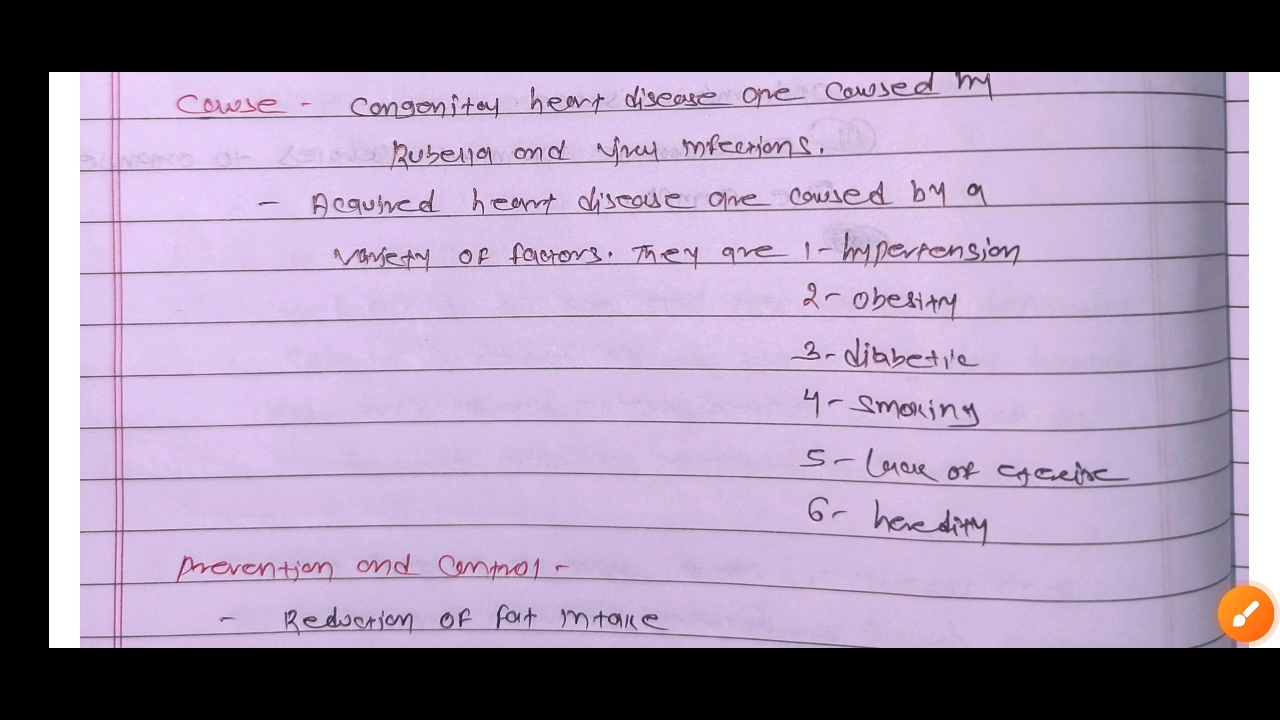 Cause - Congenital heart disease are caused by
Rubella and viral infections.
- Acquired heart disease are caused by a
variety of factors. They are 1- hypertension
2- obesity
3- diabetic
4- smoking
5- lack of exercise
6- heredity
Prevention and Control -
- Reduction of fat intake